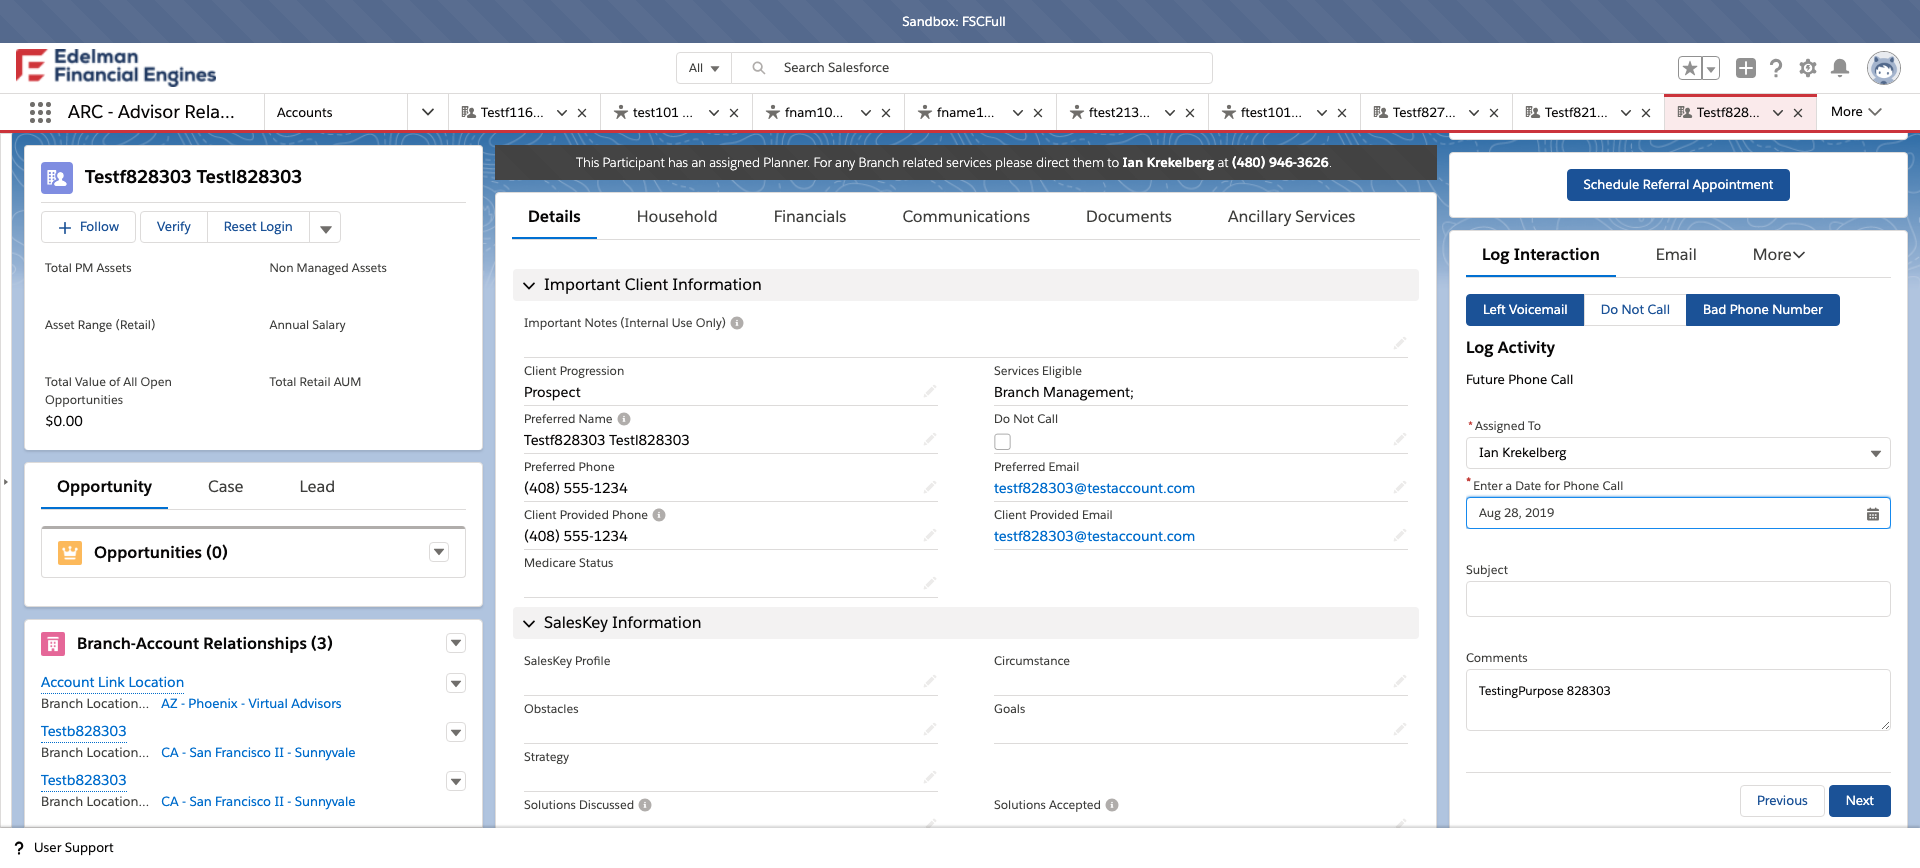 Sandbox: FSCFull
Edelman
Financial Engines
All
Search Salesforce
ARC - Advisor Rela...
Accounts
Testf116...
test101 ...
fnam10...
fname1...
ftest213...
ftest101...
Testf827...
Testf821...
Testf828...
More
Testf828303 Testl828303
Follow
Verify
Reset Login
Total PM Assets
Non Managed Assets
Asset Range (Retail)
Annual Salary
Total Value of All Open
Opportunities
Total Retail AUM
$0.00
Opportunity
Case
Lead
Opportunities (0)
Branch-Account Relationships (3)
Account Link Location
Branch Location... AZ - Phoenix - Virtual Advisors
Testb828303
Branch Location... CA - San Francisco II - Sunnyvale
Testb828303
Branch Location... CA - San Francisco II - Sunnyvale
This Participant has an assigned Planner. For any Branch related services please direct them to Ian Krekelberg at (480) 946-3626.
Details
Household
Financials
Communications
Documents
Ancillary Services
Important Client Information
Important Notes (Internal Use Only)
Client Progression
Prospect
Services Eligible
Branch Management;
Preferred Name
Testf828303 Testl828303
Do Not Call
Preferred Phone
(408) 555-1234
Preferred Email
testf828303@testaccount.com
Client Provided Phone
(408) 555-1234
Client Provided Email
testf828303@testaccount.com
Medicare Status
SalesKey Information
SalesKey Profile
Circumstance
Obstacles
Goals
Strategy
Solutions Discussed
Solutions Accepted
Schedule Referral Appointment
Log Interaction
Email
More
Left Voicemail
Do Not Call
Bad Phone Number
Log Activity
Future Phone Call
* Assigned To
Ian Krekelberg
* Enter a Date for Phone Call
Aug 28, 2019
Subject
Comments
TestingPurpose 828303
Previous
Next
? User Support